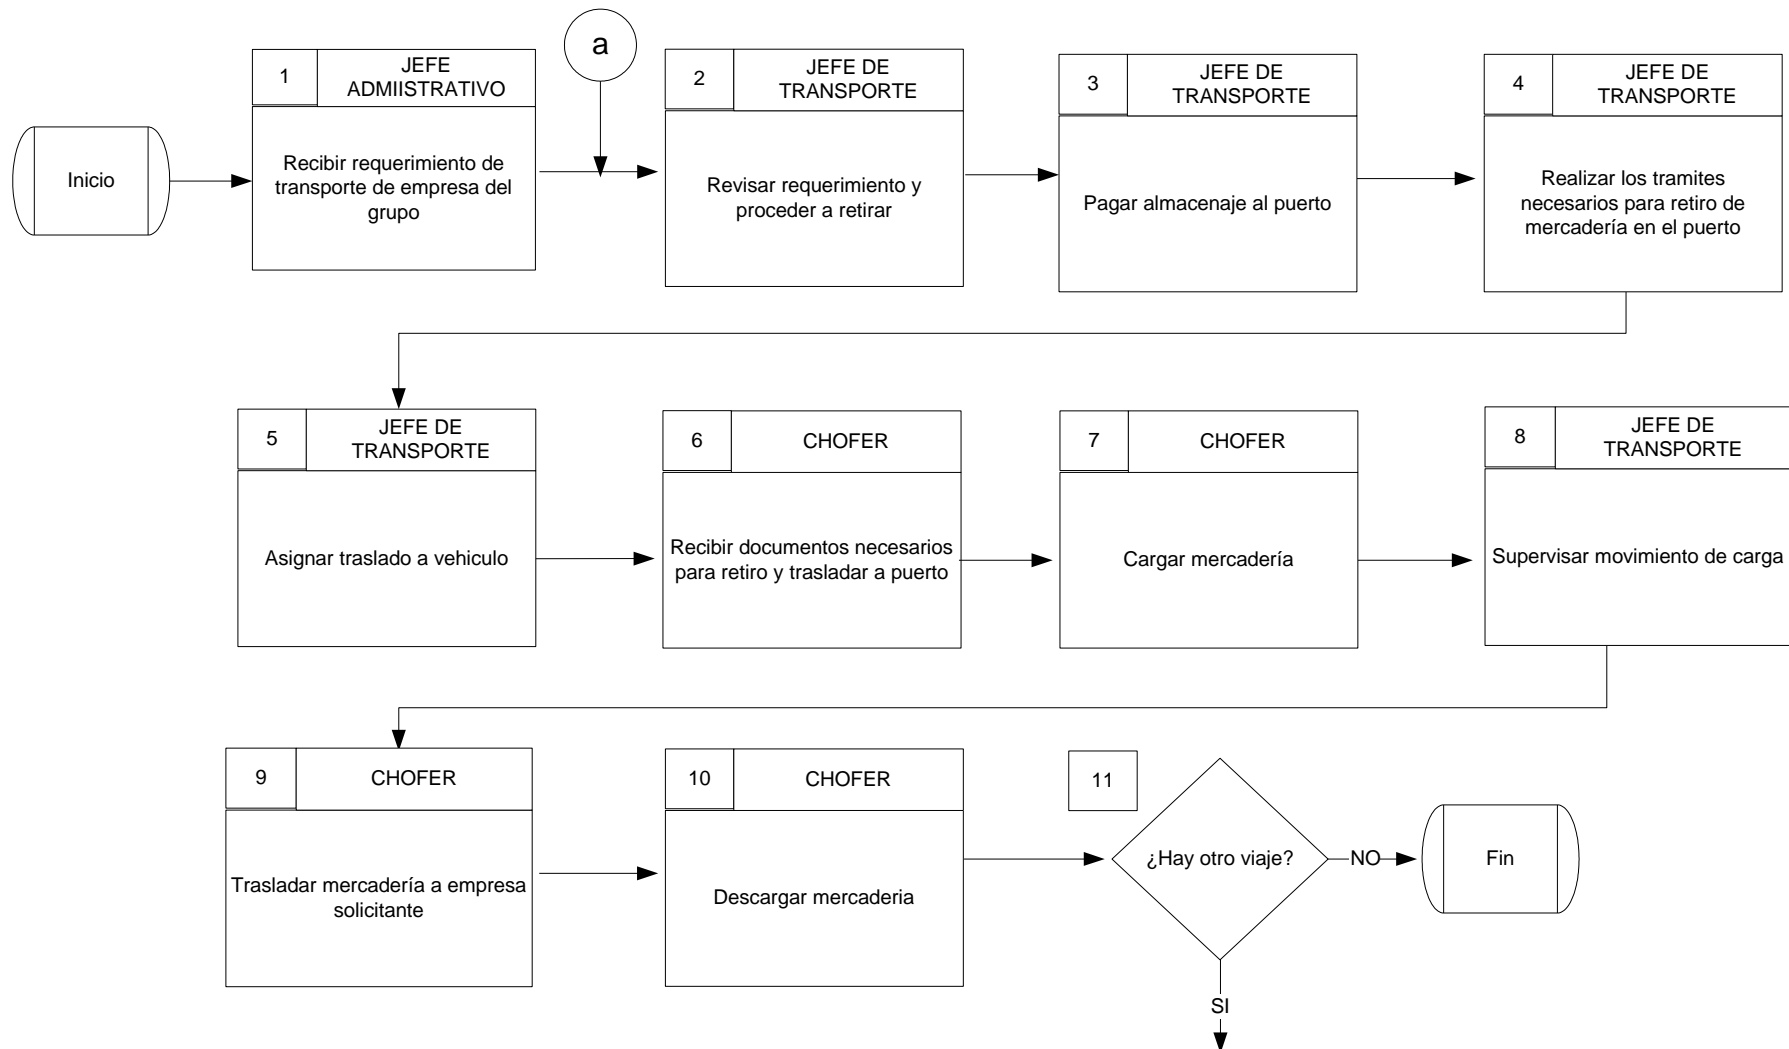 a
1
JEFE
ADMIISTRATIVO
2
JEFE DE
TRANSPORTE
3
JEFE DE
TRANSPORTE
4
JEFE DE
TRANSPORTE
Inicio
Recibir requerimiento de
transporte de empresa del
grupo
Revisar requerimiento y
proceder a retirar
Pagar almacenaje al puerto
Realizar los tramites
necesarios para retiro de
mercadería en el puerto
5
JEFE DE
TRANSPORTE
6
CHOFER
7
CHOFER
8
JEFE DE
TRANSPORTE
Asignar traslado a vehiculo
Recibir documentos necesarios
para retiro y trasladar a puerto
Cargar mercadería
Supervisar movimiento de carga
9
CHOFER
10
CHOFER
11
Trasladar mercadería a empresa
solicitante
Descargar mercaderia
¿Hay otro viaje?
NO
Fin
SI